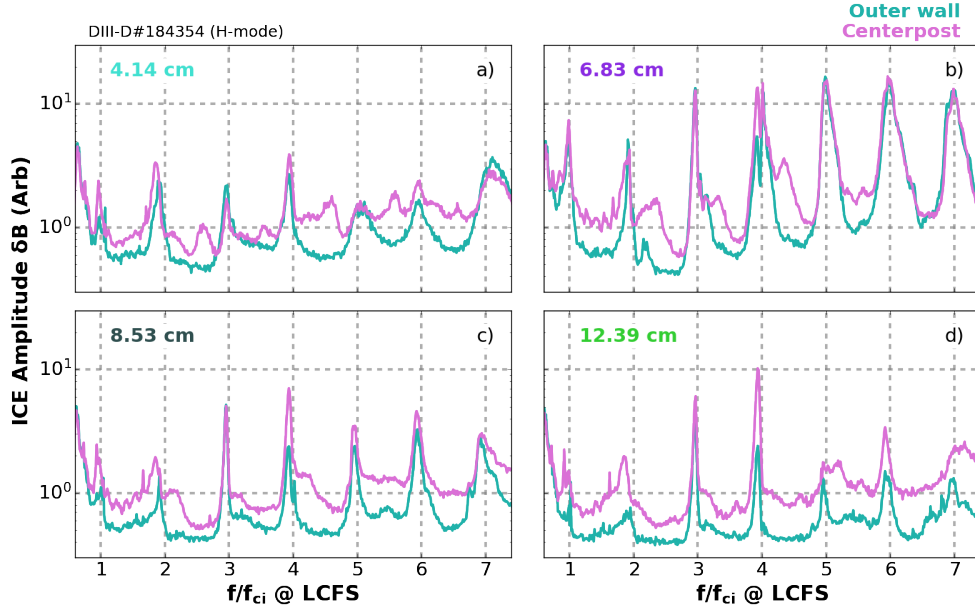 Outer wall
DIII-D#184354 (H-mode)
Centerpost
4.14 cm
a)
6.83 cm
b)
10¹
10⁰
8.53 cm
c)
12.39 cm
d)
10¹
10⁰
ICE Amplitude δB (Arb)
1 2 3 4 5 6 7
1 2 3 4 5 6 7
f/f_ci @ LCFS
f/f_ci @ LCFS